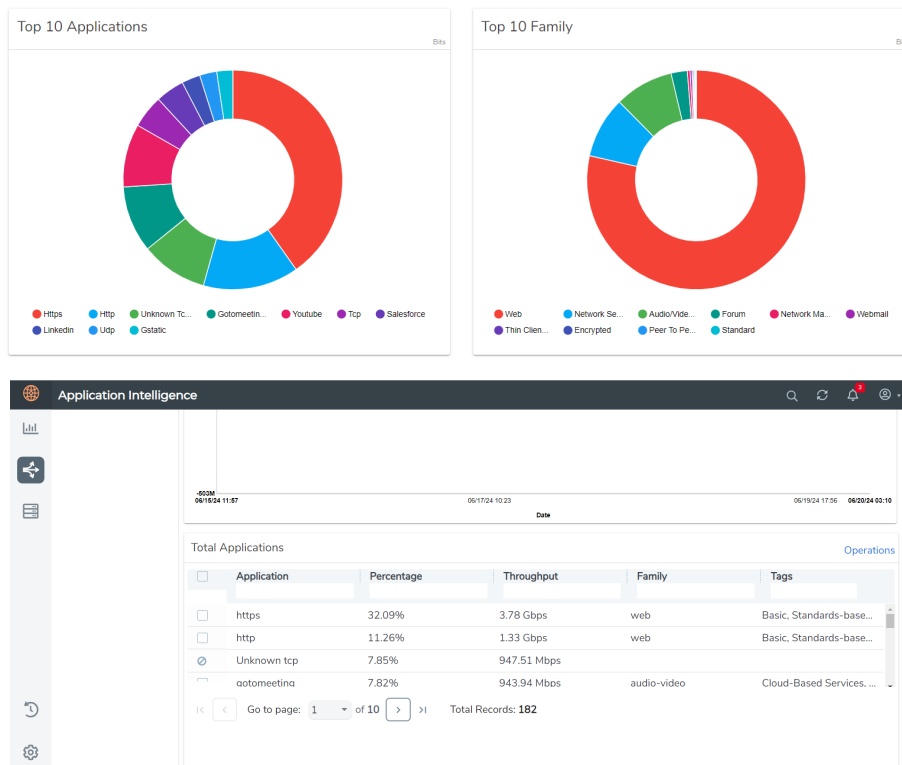 Top 10 Applications
Bits
Https Http Unknown Tc... Gotomeetin... Youtube Tcp Salesforce
Linkedin Udp Gstatic
Top 10 Family
Web Network Se... Audio/Vide... Forum Network Ma... Webmail
Thin Clien... Encrypted Peer To Pe... Standard
Application Intelligence
3
-503M
06/15/24 11:57 06/17/24 10:23 06/19/24 17:56 06/20/24 03:10
Date
Total Applications
Operations
Application Percentage Throughput Family Tags
https 32.09% 3.78 Gbps web Basic, Standards-base...
http 11.26% 1.33 Gbps web Basic, Standards-base...
Unknown tcp 7.85% 947.51 Mbps
gotomeeting 7.82% 943.94 Mbps audio-video Cloud-Based Services, ...
Go to page: 1 of 10 Total Records: 182